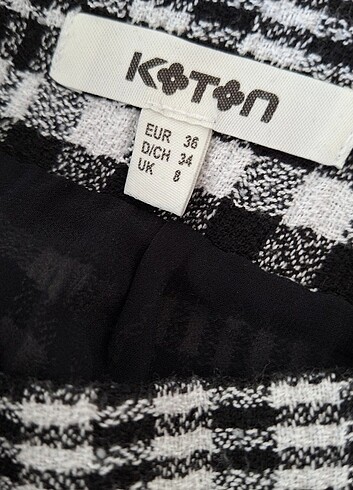 KOTON
EUR 36
D/CH 34
UK 8